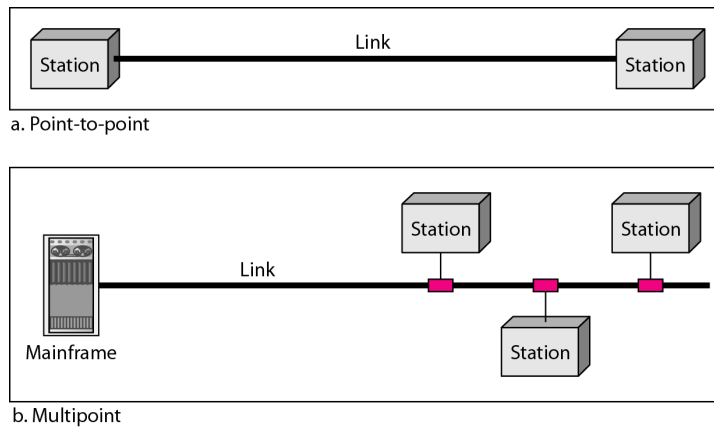 Link
Station
Station
a. Point-to-point
Station
Station
Link
Station
Mainframe
b. Multipoint